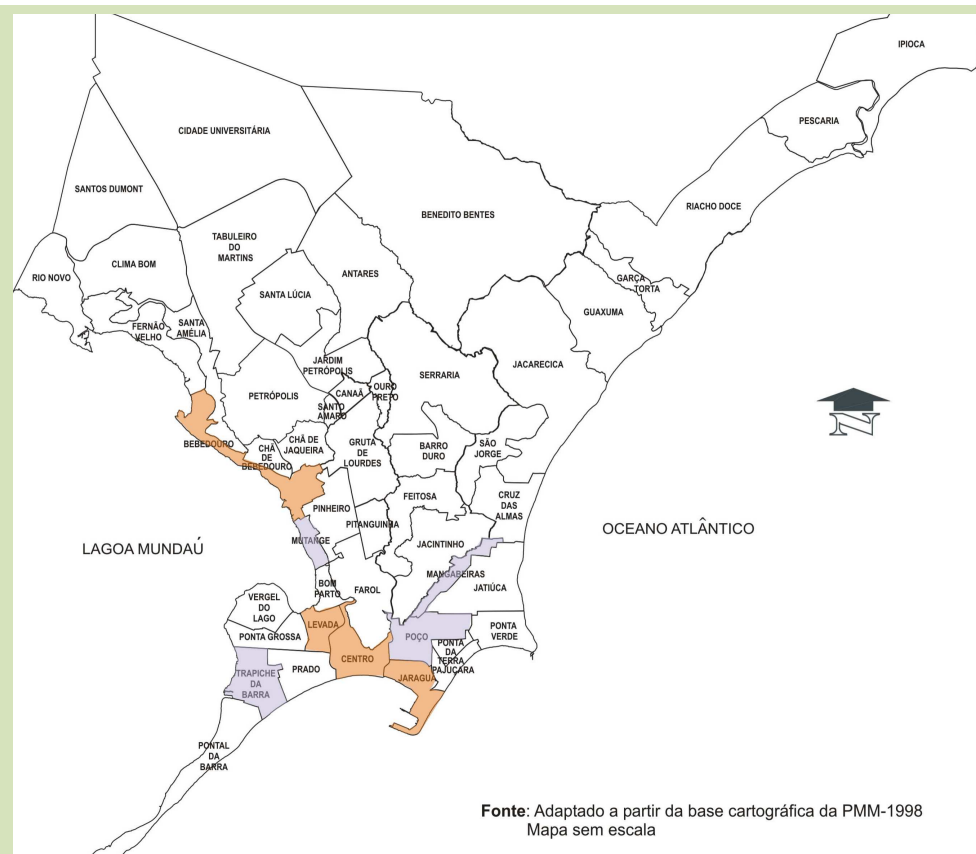 IPIOCA
PESCARIA
CIDADE UNIVERSITÁRIA
SANTOS DUMONT
RIACHO DOCE
BENEDITO BENTES
TABULEIRO
DO
MARTINS
CLIMA BOM
RIO NOVO
ANTARES
SANTA LÚCIA
GARÇA
TORTA
GUAXUMA
FERNÃO
VELHO
SANTA
AMÉLIA
JARDIM
PETRÓPOLIS
SERRARIA
JACARECICA
PETRÓPOLIS
CANAÃ
OURO
PRETO
SANTO
AMARO
BEBEDOURO
CHÃ
DE
BEBEDOURO
CHÃ DE
JAQUEIRA
GRUTA
DE
LOURDES
BARRO
DURO
SÃO
JORGE
N
FEITOSA
CRUZ
DAS
ALMAS
PINHEIRO
PITANGUINHA
OCEANO ATLÂNTICO
LAGOA MUNDAÚ
MUTANGE
JACINTINHO
MANGABEIRAS
JATIÚCA
BOM
PARTO
FAROL
VERGEL
DO
LAGO
LEVADA
PONTA GROSSA
POÇO
PONTA
VERDE
PONTA
DA
TERRA
PAJUÇARA
CENTRO
PRADO
TRAPICHE
DA
BARRA
JARAGUÁ
PONTAL
DA
BARRA
Fonte: Adaptado a partir da base cartográfica da PMM-1998
Mapa sem escala